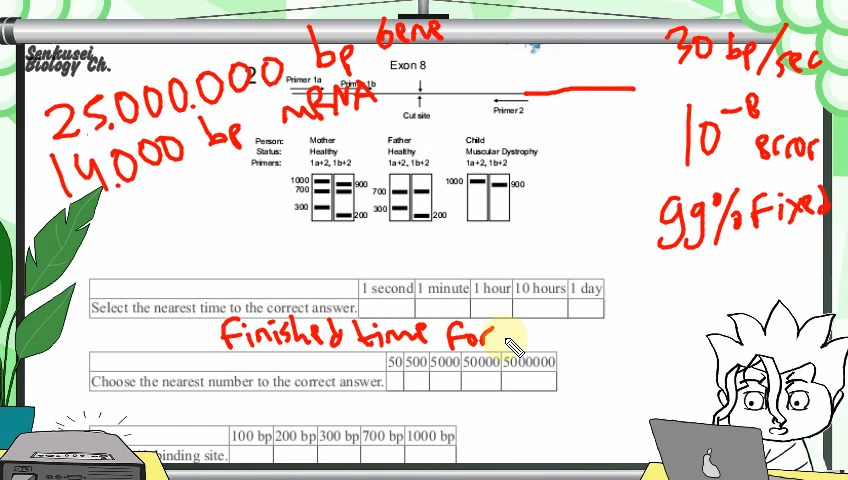 Senkusei
Biology Ch.
2
25.000.000 bp Gene
14.000 bp mRNA
30 bp/sec
10-8 error
99% Fixed
Exon 8
Primer 1a
Primer 1b
Cut site
Primer 2
Person: Mother Father Child
Status: Healthy Healthy Muscular Dystrophy
Primers: 1a+2, 1b+2 1a+2, 1b+2 1a+2, 1b+2
1000 900 1000 900
700 700
300 200 300 200
1 second 1 minute 1 hour 10 hours 1 day
Select the nearest time to the correct answer.
Finished time For
50 500 5000 50000 5000000
Choose the nearest number to the correct answer.
100 bp 200 bp 300 bp 700 bp 1000 bp
binding site.